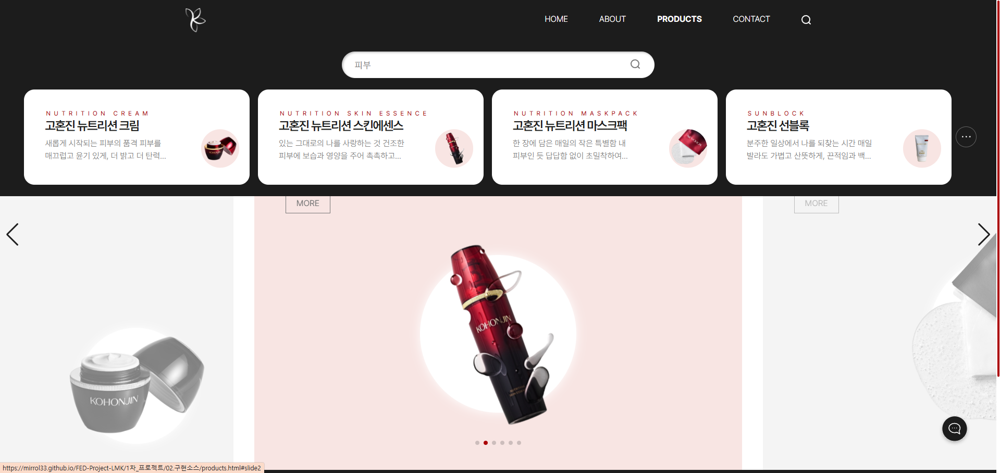 HOME ABOUT PRODUCTS CONTACT
피부
NUTRITION CREAM
고혼진 뉴트리션 크림
새롭게 시작되는 피부의 품격 피부를
매끄럽고 윤기 있게, 더 밝고 더 탄력...
NUTRITION SKIN ESSENCE
고혼진 뉴트리션 스킨에센스
있는 그대로의 나를 사랑하는 것 건조한
피부에 보습과 영양을 주어 촉촉하고...
NUTRITION MASKPACK
고혼진 뉴트리션 마스크팩
한 장에 담은 매일의 작은 특별함 내
피부인 듯 답답함 없이 초밀착하여...
SUNBLOCK
고혼진 선블록
분주한 일상에서 나를 되찾는 시간 매일
발라도 가볍고 산뜻하게, 끈적임과 백...
MORE
MORE
KOHONJIN
NUTRITION
SKIN ESSENCE
KOHONJIN
https://mirrol33.github.io/FED-Project-LMK/1차_프로젝트/02.구현소스/products.html#slide2